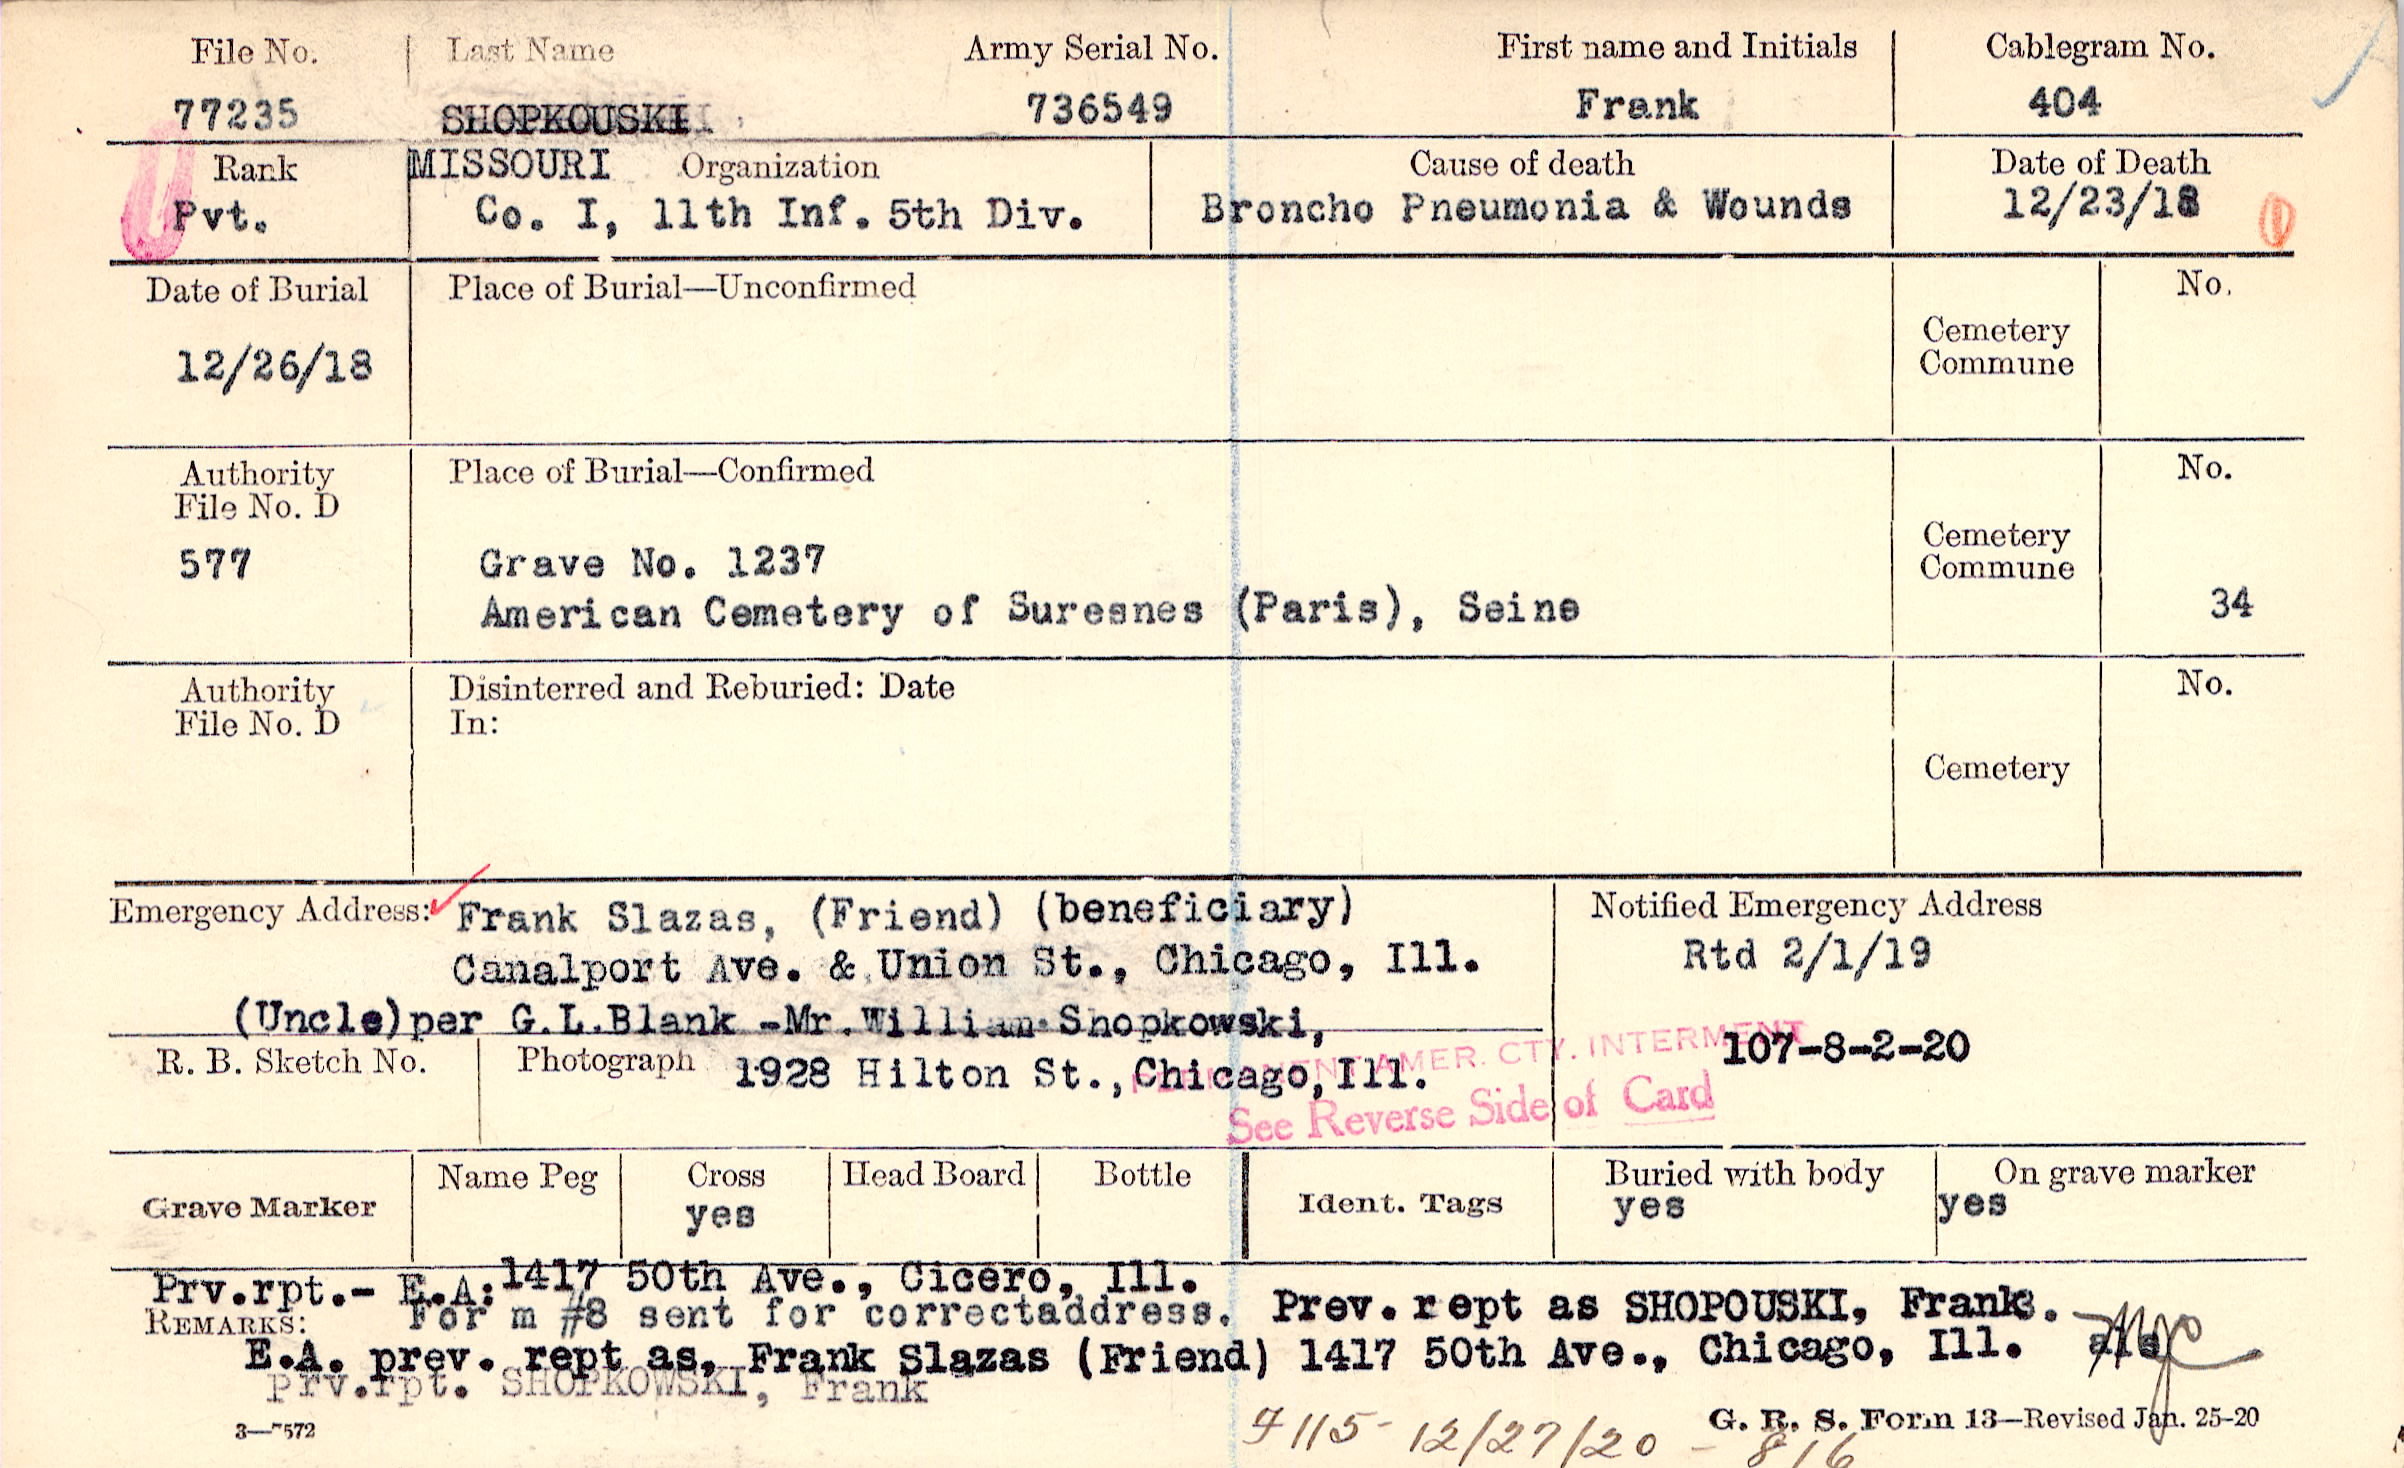 File No. Last Name Army Serial No. First name and Initials Cablegram No.
77235 SHOPKOUSKI 736549 Frank 404
Rank MISSOURI Organization Cause of death Date of Death
Pvt. Co. I, 11th Inf. 5th Div. Broncho Pneumonia & Wounds 12/23/18
Date of Burial Place of Burial—Unconfirmed No.
Cemetery
Commune
12/26/18
Authority Place of Burial—Confirmed No.
File No. D
Cemetery
Commune
577 Grave No. 1237
American Cemetery of Suresnes (Paris), Seine 34
Authority Disinterred and Reburied: Date No.
File No. D In:
Cemetery
Emergency Address: Frank Slazas, (Friend) (beneficiary) Notified Emergency Address
Canalport Ave. & Union St., Chicago, Ill. Rtd 2/1/19
(Uncle)per G.L.Blank -Mr.William Shopkowski,
R. B. Sketch No. Photograph 1928 Hilton St.,Chicago,Ill. 107-8-2-20
AMER. CTY. INTERMENT
See Reverse Side of Card
Grave Marker Name Peg Cross Head Board Bottle Ident. Tags Buried with body On grave marker
yes yes yes
Prv.rpt.- E.A: 1417 50th Ave., Cicero, Ill.
REMARKS: For m #8 sent for correctaddress. Prev. rept as SHOPOUSKI, Frank.
E.A. prev. rept as, Frank Slazas (Friend) 1417 50th Ave., Chicago, Ill.
Prv.rpt. SHOPKOWSKI, Frank
3—7572 G. R. S. Form 13—Revised Jan. 25-20
7115- 12/27/20 - 816